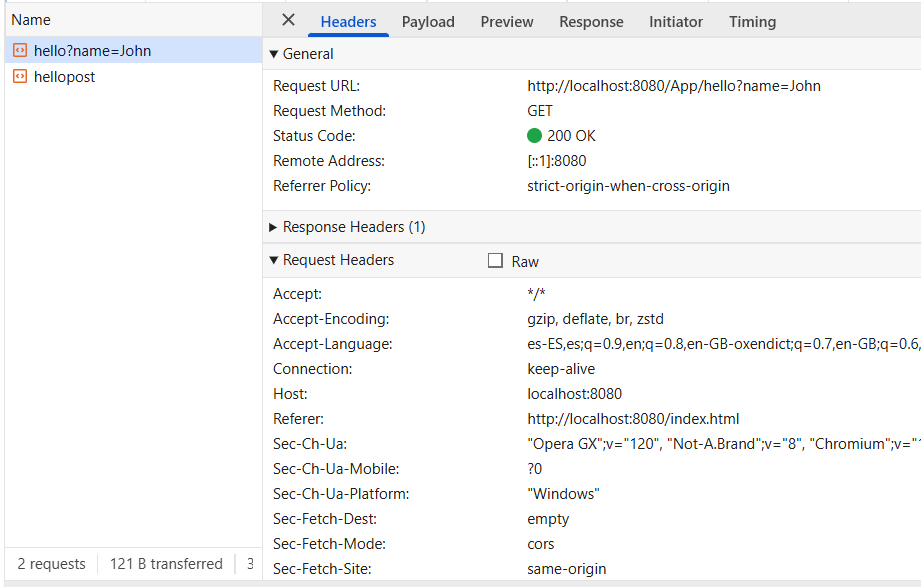 Name
hello?name=John
hellopost
2 requests 121 B transferred 3
Headers Payload Preview Response Initiator Timing
General
Request URL: http://localhost:8080/App/hello?name=John
Request Method: GET
Status Code: 200 OK
Remote Address: [::1]:8080
Referrer Policy: strict-origin-when-cross-origin
Response Headers (1)
Request Headers Raw
Accept: */*
Accept-Encoding: gzip, deflate, br, zstd
Accept-Language: es-ES,es;q=0.9,en;q=0.8,en-GB-oxendict;q=0.7,en-GB;q=0.6,
Connection: keep-alive
Host: localhost:8080
Referer: http://localhost:8080/index.html
Sec-Ch-Ua: "Opera GX";v="120", "Not-A.Brand";v="8", "Chromium";v="
Sec-Ch-Ua-Mobile: ?0
Sec-Ch-Ua-Platform: "Windows"
Sec-Fetch-Dest: empty
Sec-Fetch-Mode: cors
Sec-Fetch-Site: same-origin